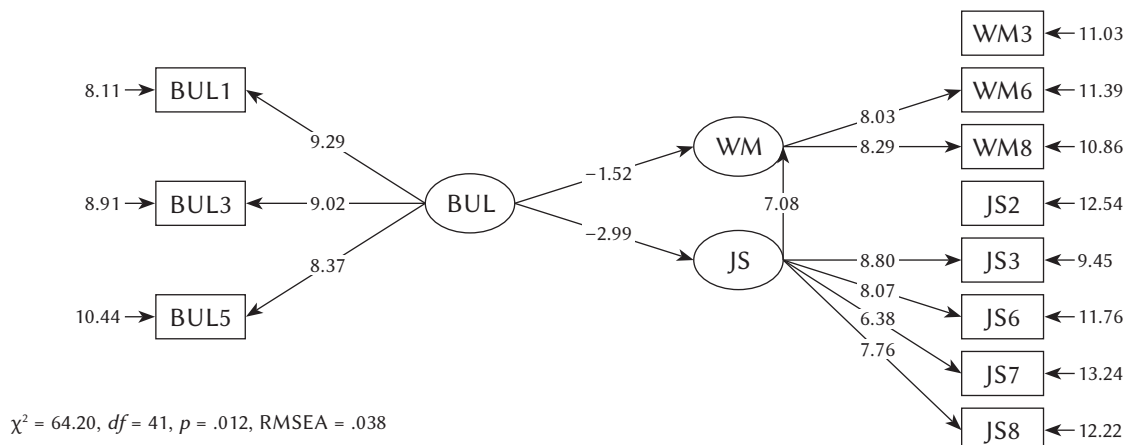 WM3 11.03
8.11 BUL1 WM6 11.39
8.03
9.29 WM WM8 10.86
8.29
−1.52
8.91 BUL3 9.02 BUL 7.08 JS2 12.54
−2.99
8.37 JS 8.80 JS3 9.45
8.07
10.44 BUL5 6.38 JS6 11.76
7.76
JS7 13.24
χ² = 64.20, df = 41, p = .012, RMSEA = .038
JS8 12.22